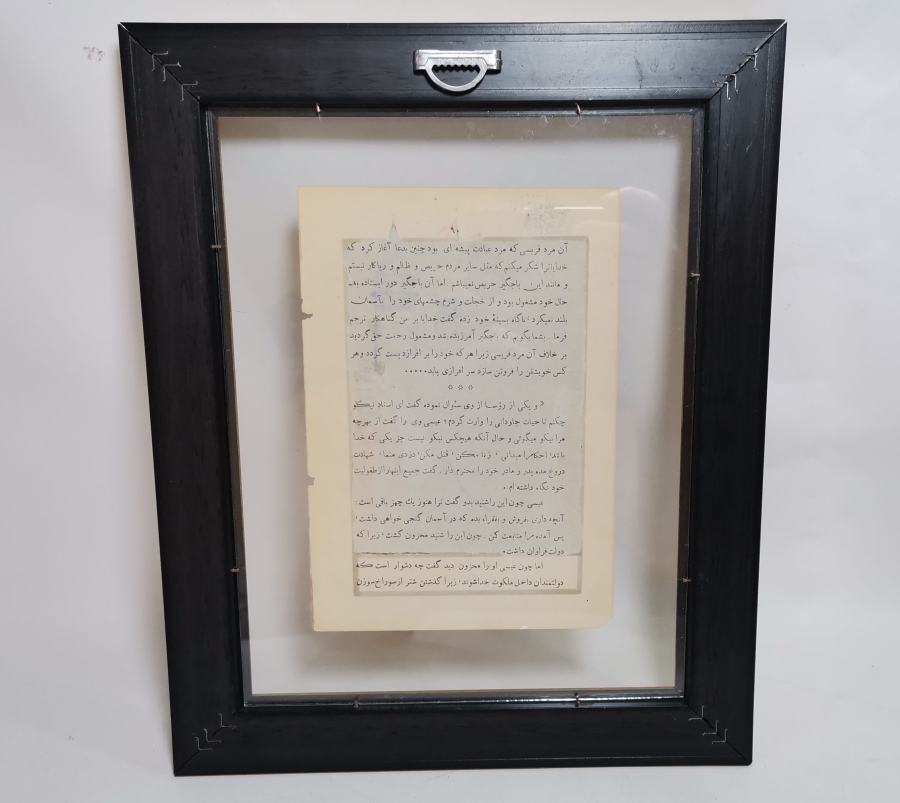 آن مرد فریسی که مرد عبادت پیشه ای بود چنین بدعا آغاز کرد که
خدایا ترا شکر میکنم که مثل سایر مردم حریص و ظالم و ریاکار نیستم
و مانند این باجگیر حریص نمیباشم . اما آن باجگیر دور ایستاده به
حال خود مشغول بود و از خجلت و شرم چشمهای خود را بآسمان
بلند نمیکرد ؛ ناگاه بسینهٔ خود زده گفت خدایا بر من گناهکار ترحم
فرما . بشما بگویم که باجگیر آمرزیده شد و مشمول رحمت حق گردید
بر خلاف آن مرد فریسی زیرا هر که خود را بر افرازد پست گردد و هر
کس خویشتن را فروتن سازد سر افرازی یابد.....
* * *
« و یکی از رؤسا از وی سئوال نموده گفت ای استاد نیکو
چکنم تا حیات جاودانی را وارث گردم ؛ عیسی وی را گفت از بهر چه
مرا نیکو میگوئی و حال آنکه هیچکس نیکو نیست جز یکی که خدا
باشد؛ احکام را میدانی ؛ زنا مکن؛ قتل مکن؛ دزدی منما؛ شهادت
دروغ مده پدر و مادر خود را محترم دار . گفت جمیع اینها را از طفولیت
خود نگاه داشته ام .
عیسی چون این را شنید بدو گفت ترا هنوز یک چیز باقی است؛
آنچه داری بفروش و بفقراء بده که در آسمان گنجی خواهی داشت؛
پس آمده مرا متابعت کن . چون این را شنید محزون گشت ؛ زیرا که
دولت فراوان داشت.
اما چون عیسی او را محزون دید گفت چه دشوار است که
دولتمندان داخل ملکوت خدا شوند؛ زیرا گذشتن شتر از سوراخ سوزن